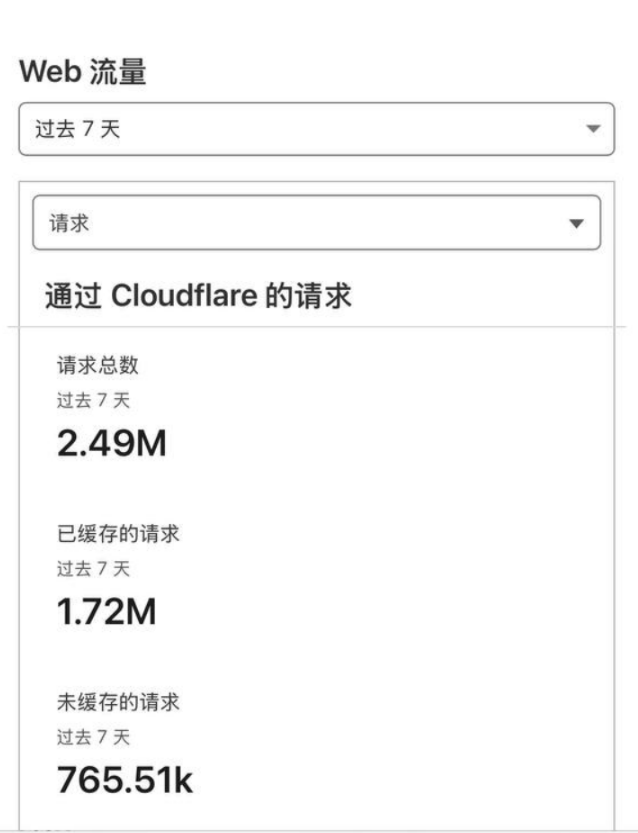 Web 流量
过去 7 天
请求
通过 Cloudflare 的请求
请求总数
过去 7 天
2.49M
已缓存的请求
过去 7 天
1.72M
未缓存的请求
过去 7 天
765.51k